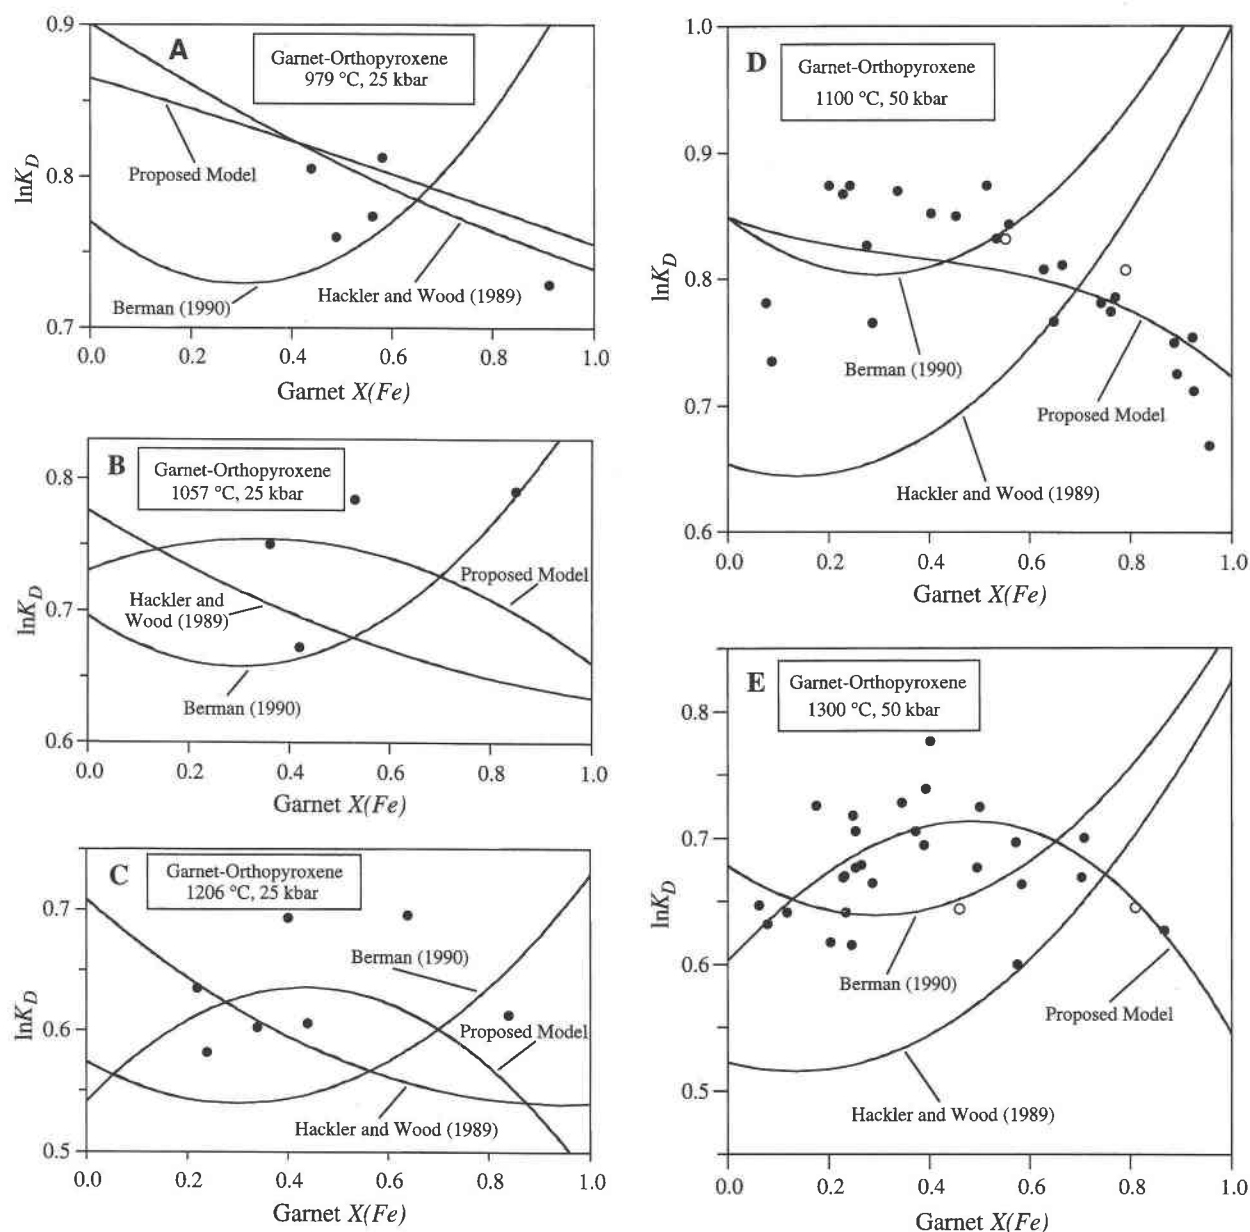 A
Garnet-Orthopyroxene
979 °C, 25 kbar
0.9
0.8
0.7
lnK_D
Proposed Model
Berman (1990)
Hackler and Wood (1989)
0.0 0.2 0.4 0.6 0.8 1.0
Garnet X(Fe)
B
Garnet-Orthopyroxene
1057 °C, 25 kbar
0.8
0.7
0.6
lnK_D
Proposed Model
Hackler and
Wood (1989)
Berman (1990)
0.0 0.2 0.4 0.6 0.8 1.0
Garnet X(Fe)
C
Garnet-Orthopyroxene
1206 °C, 25 kbar
0.7
0.6
0.5
lnK_D
Berman (1990)
Proposed Model
Hackler and Wood (1989)
0.0 0.2 0.4 0.6 0.8 1.0
Garnet X(Fe)
D
Garnet-Orthopyroxene
1100 °C, 50 kbar
1.0
0.9
0.8
0.7
0.6
lnK_D
Berman (1990)
Proposed Model
Hackler and Wood (1989)
0.0 0.2 0.4 0.6 0.8 1.0
Garnet X(Fe)
E
Garnet-Orthopyroxene
1300 °C, 50 kbar
0.8
0.7
0.6
0.5
lnK_D
Berman (1990)
Proposed Model
Hackler and Wood (1989)
0.0 0.2 0.4 0.6 0.8 1.0
Garnet X(Fe)